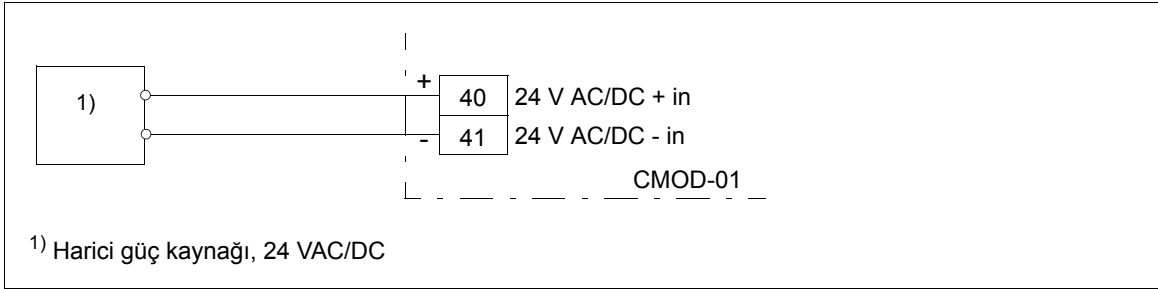 1)
+ 40 24 V AC/DC + in
- 41 24 V AC/DC - in
CMOD-01
1) Harici güç kaynağı, 24 VAC/DC